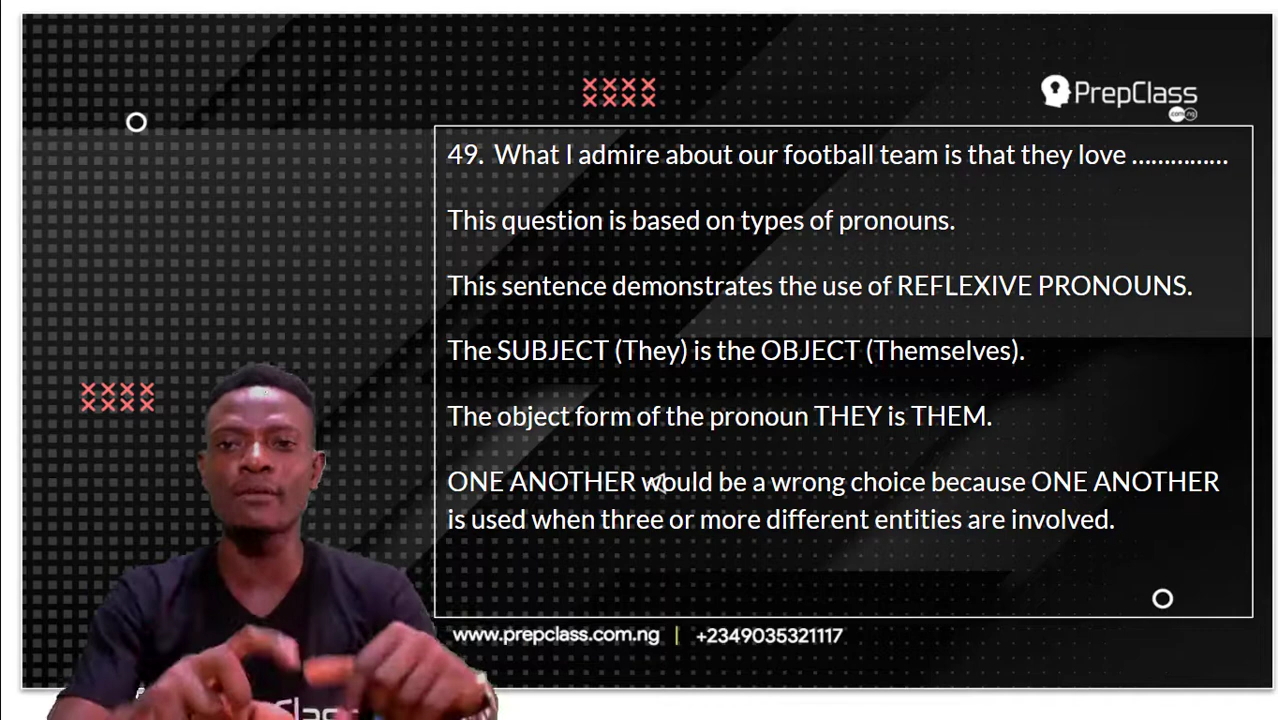 PrepClass
.com.ng
49. What I admire about our football team is that they love ...............
This question is based on types of pronouns.
This sentence demonstrates the use of REFLEXIVE PRONOUNS.
The SUBJECT (They) is the OBJECT (Themselves).
The object form of the pronoun THEY is THEM.
ONE ANOTHER would be a wrong choice because ONE ANOTHER
is used when three or more different entities are involved.
www.prepclass.com.ng | +2349035321117